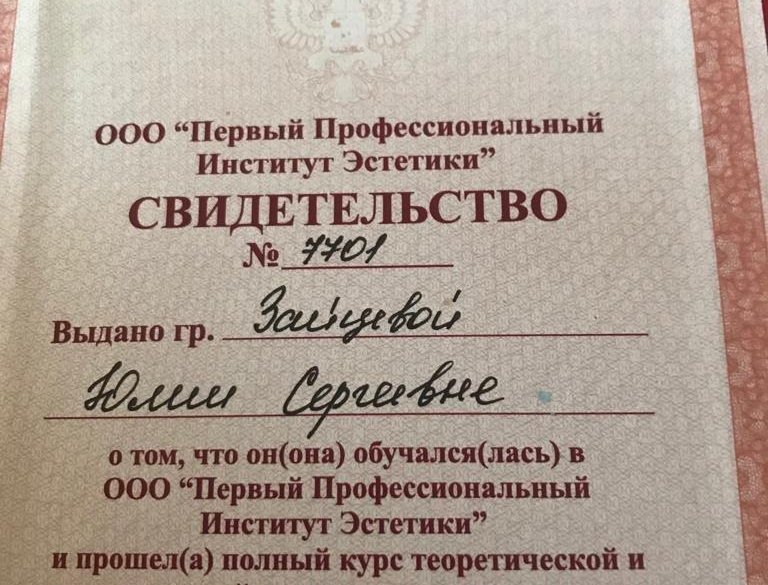 ООО “Первый Профессиональный
Институт Эстетики”
СВИДЕТЕЛЬСТВО
№ 7701
Выдано гр. Зайцевой
Юлии Сергеевне
о том, что он(она) обучался(лась) в
ООО “Первый Профессиональный
Институт Эстетики”
и прошел(а) полный курс теоретической и